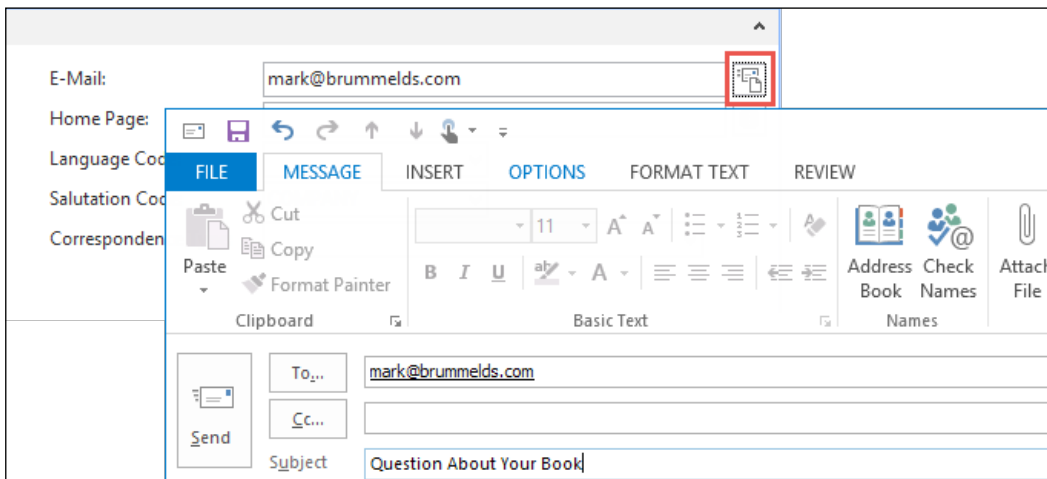 E-Mail: mark@brummelds.com
Home Page:
Language Cod
Salutation Cod
Corresponden
FILE MESSAGE INSERT OPTIONS FORMAT TEXT REVIEW
Cut
Copy
Format Painter
Paste
Clipboard
11
B I U A
Basic Text
Address Book
Check Names
Names
Attach File
To... mark@brummelds.com
Cc...
Send
Subject Question About Your Book